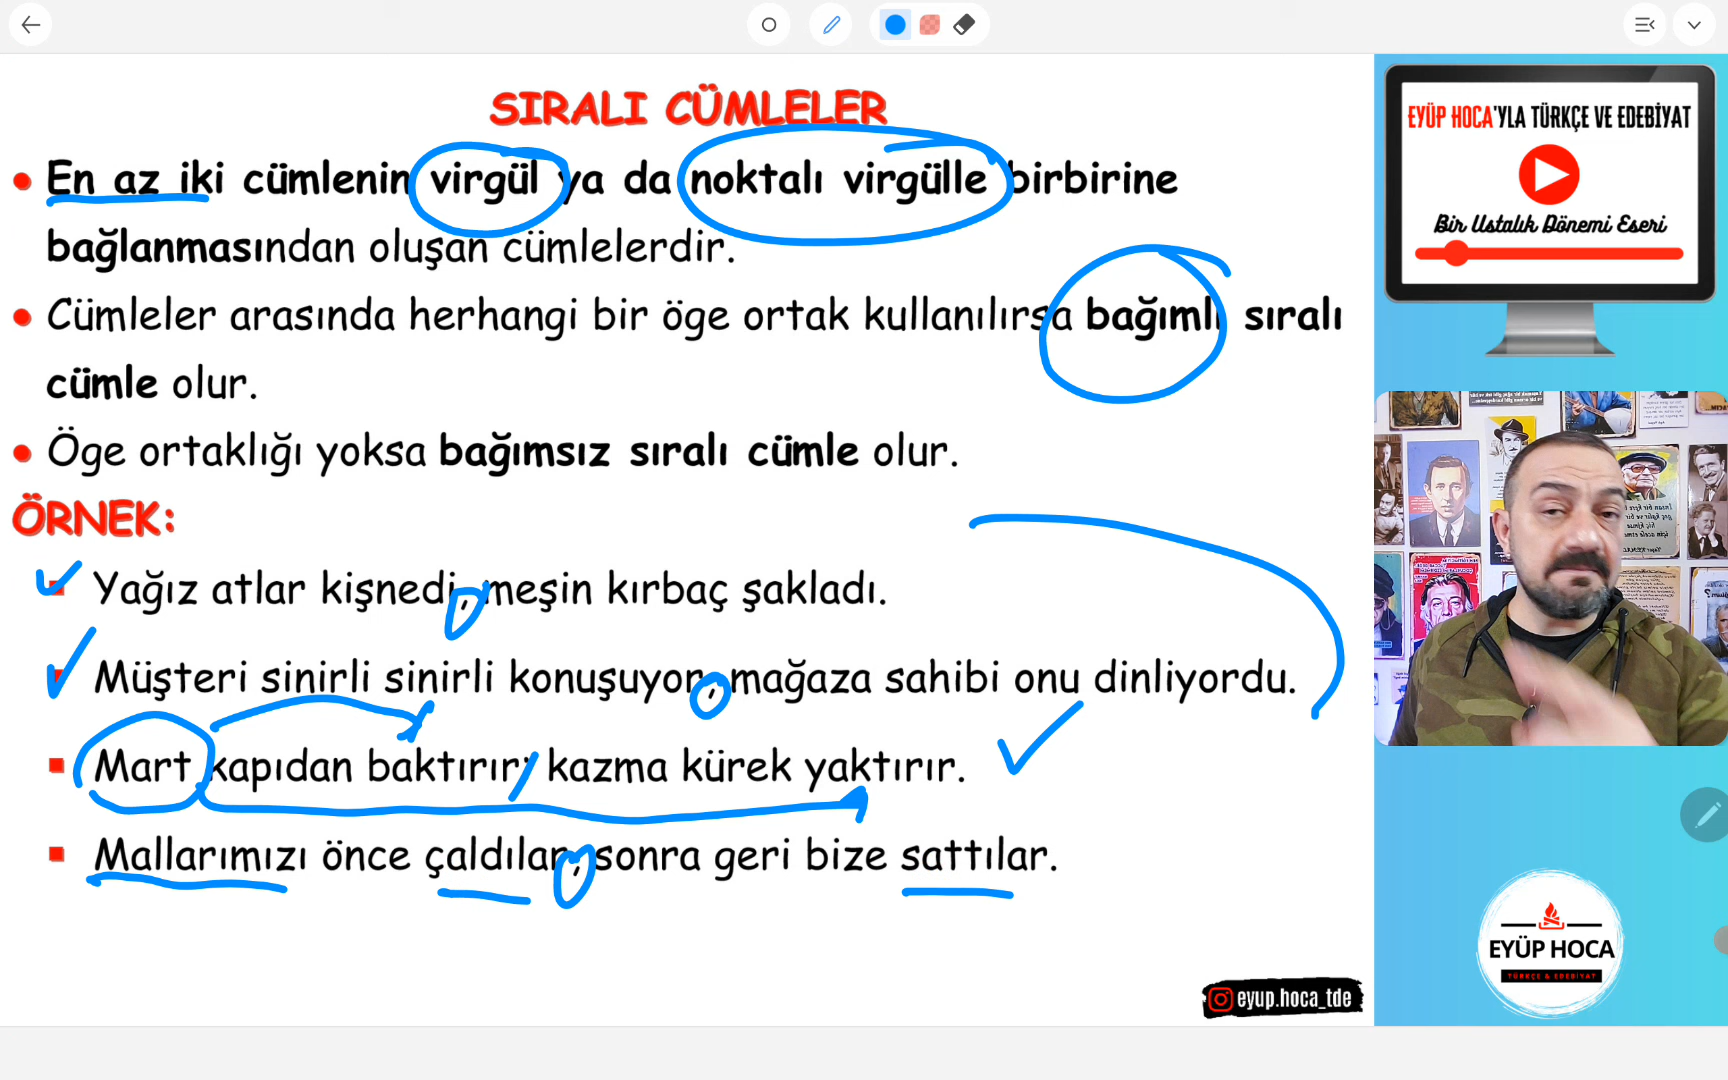 SIRALI CÜMLELER
• En az iki cümlenin virgül ya da noktalı virgülle birbirine
bağlanmasından oluşan cümlelerdir.
• Cümleler arasında herhangi bir öge ortak kullanılırsa bağımlı sıralı
cümle olur.
• Öge ortaklığı yoksa bağımsız sıralı cümle olur.
ÖRNEK:
Yağız atlar kişnedi, meşin kırbaç şakladı.
Müşteri sinirli sinirli konuşuyor, mağaza sahibi onu dinliyordu.
Mart kapıdan baktırır; kazma kürek yaktırır.
Mallarımızı önce çaldılar, sonra geri bize sattılar.
EYÜP HOCA'YLA TÜRKÇE VE EDEBİYAT
Bir Ustalık Dönemi Eseri
EYÜP HOCA
TÜRKÇE & EDEBİYAT
eyup.hoca_tde